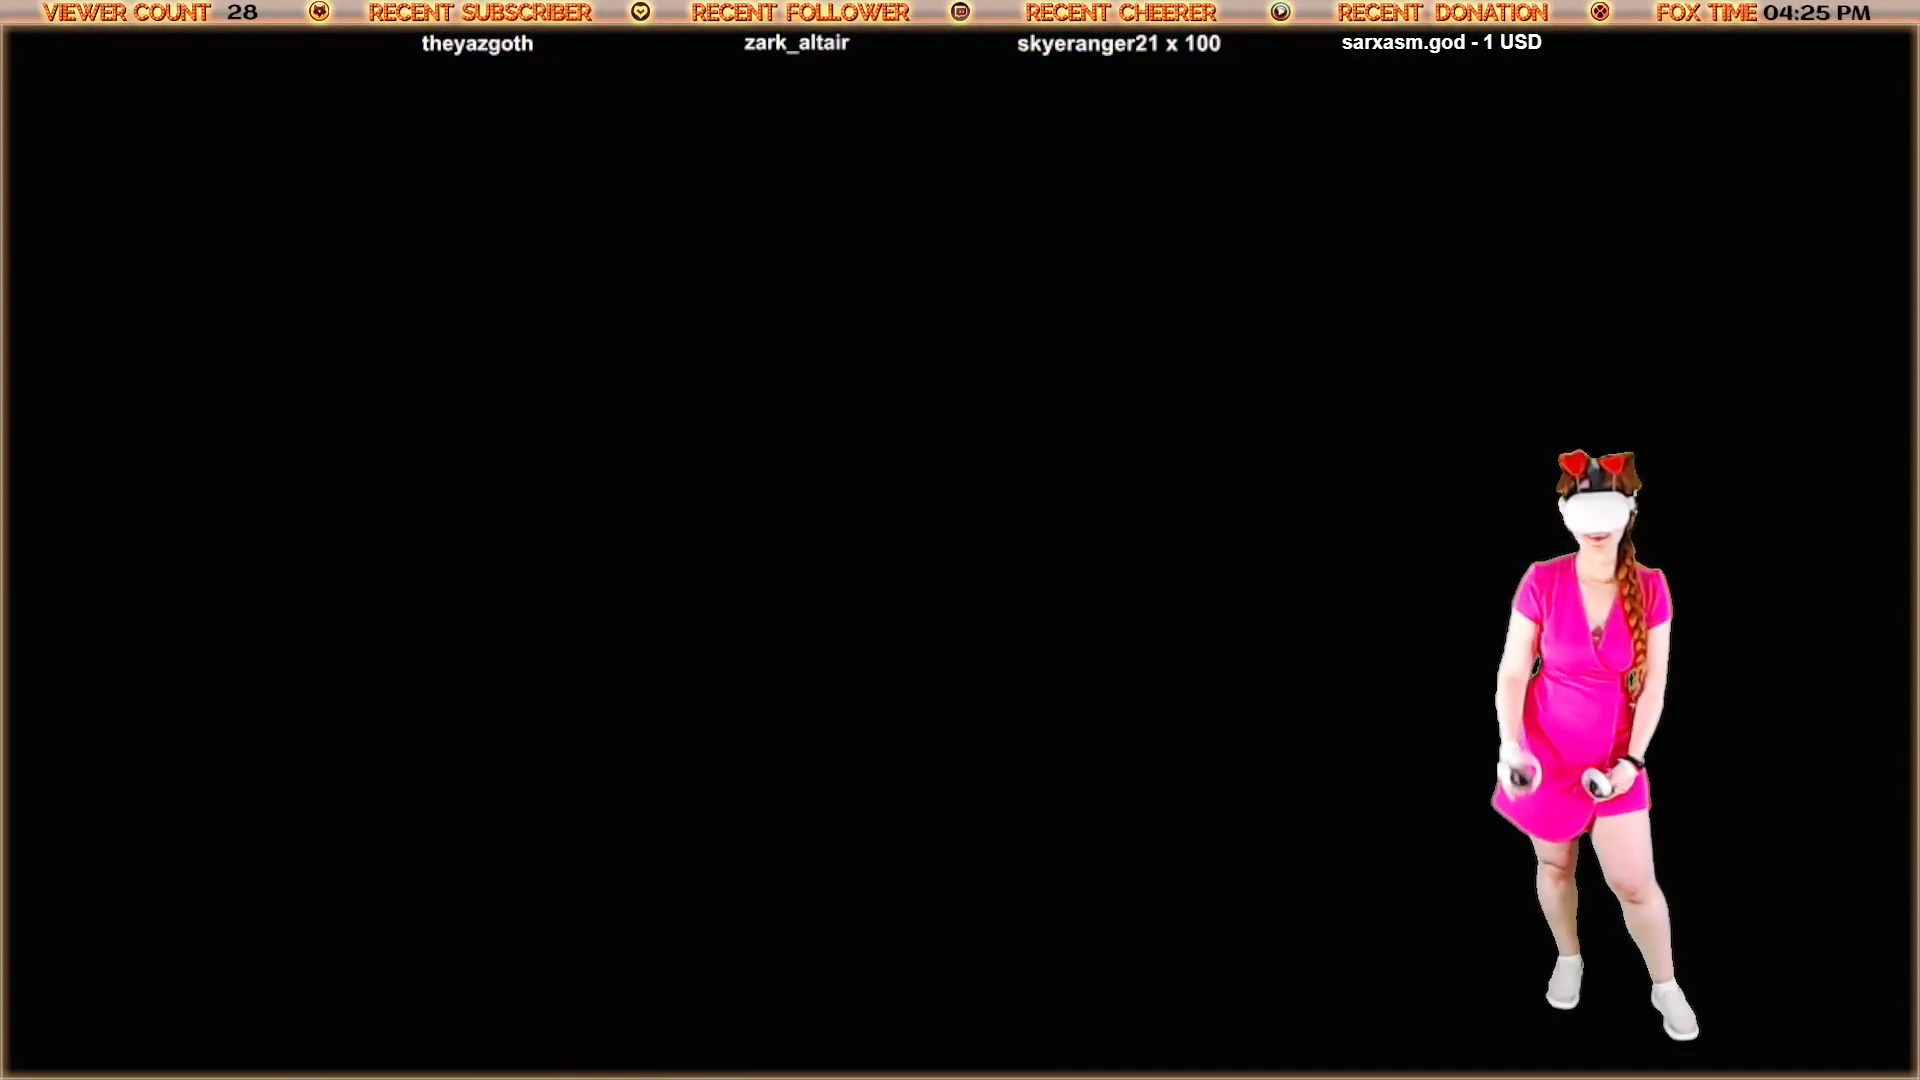 VIEWER COUNT 28 RECENT SUBSCRIBER RECENT FOLLOWER RECENT CHEERER RECENT DONATION FOX TIME 04:25 PM
theyazgoth zark_altair skyeranger21 x 100 sarxasm.god - 1 USD